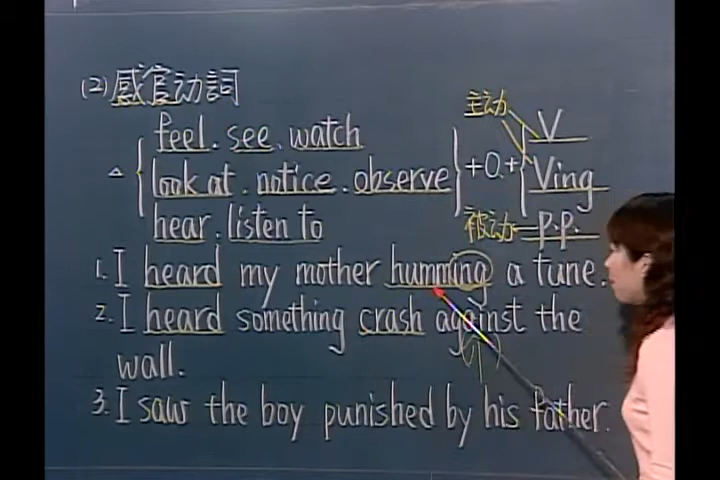 (2) 感官动詞
主动
feel . see . watch
V
△ look at . notice . observe + O. + Ving
hear . listen to
被动 p.p.
1. I heard my mother humming a tune.
2. I heard something crash against the
wall.
3. I saw the boy punished by his father.